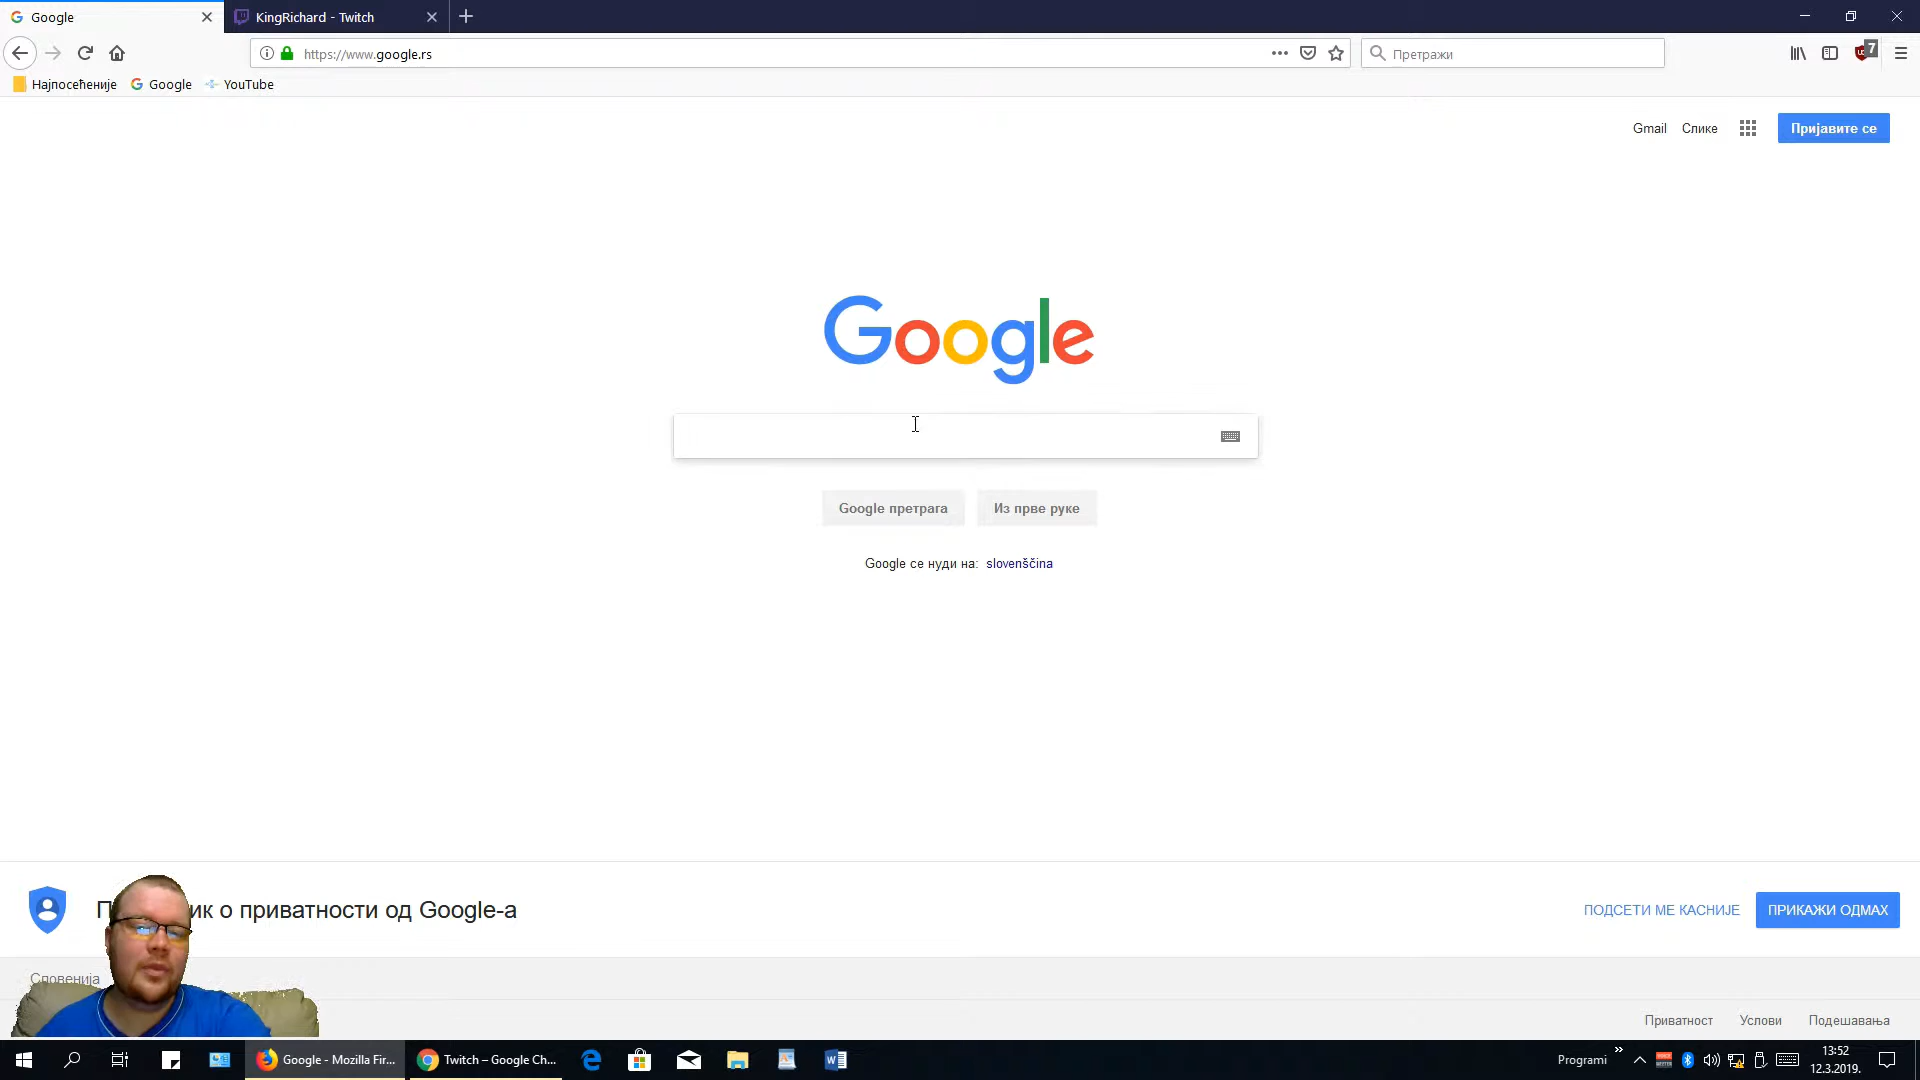 Google
KingRichard - Twitch
https://www.google.rs
Претражи
7
Најпосећеније
Google
YouTube
Gmail
Слике
Пријавите се
Google
Google претрага
Из прве руке
Google се нуди на: slovenščina
ик о приватности од Google-а
ПОДСЕТИ МЕ КАСНИЈЕ
ПРИКАЖИ ОДМАХ
Словенија
Приватност
Услови
Подешавања
Google - Mozilla Fir...
Twitch – Google Ch...
Programi
13:52
12.3.2019.